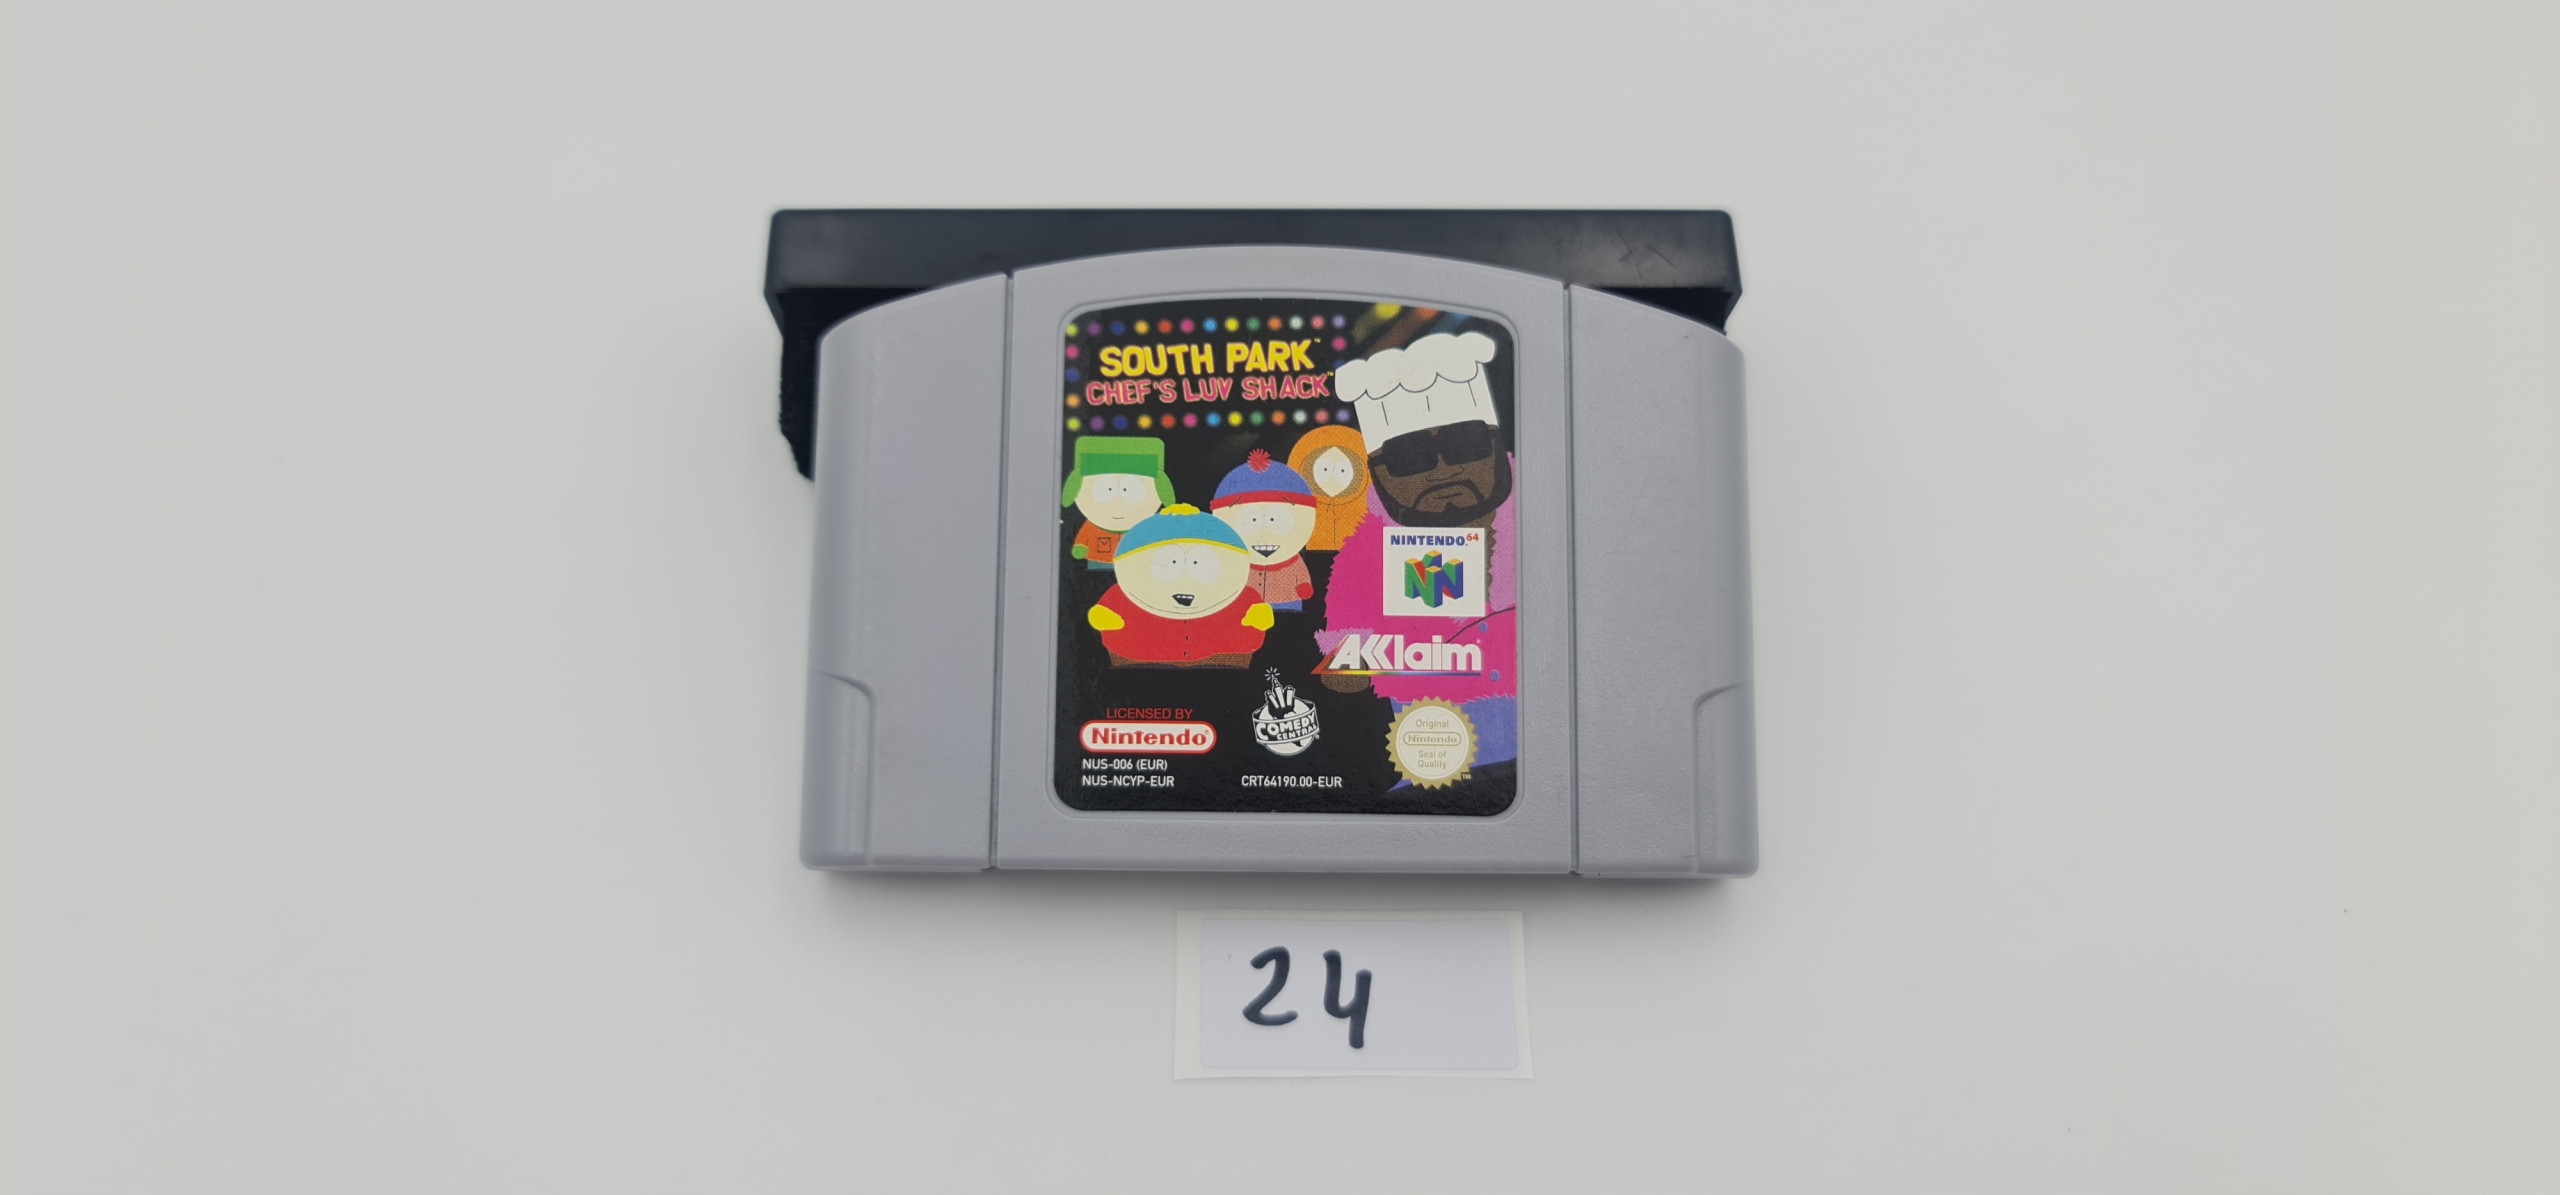 SOUTH PARK™
CHEF'S LUV SHACK™
NINTENDO⁶⁴
AKKlaim®
LICENSED BY
Nintendo®
COMEDY
CENTRAL®
Original
Nintendo
Seal of
Quality
TM
NUS-006 (EUR)
NUS-NCYP-EUR
CRT64190.00-EUR
24